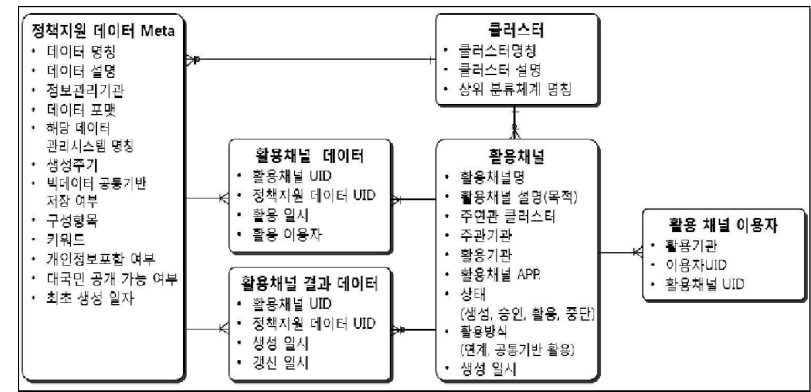 정책지원 데이터 Meta
• 데이터 명칭
• 데이터 설명
• 정보관리기관
• 데이터 포맷
• 해당 데이터
관리시스템 명칭
• 생성주기
• 빅데이터 공통기반
저장 여부
• 구성항목
• 키워드
• 개인정보포함 여부
• 대국민 공개 가능 여부
• 최초 생성 일자
클러스터
• 클러스터명칭
• 클러스터 설명
• 상위 분류체계 명칭
활용채널 데이터
• 활용채널 UID
• 정책지원 데이터 UID
• 활용 일시
• 활용 이용자
활용채널 결과 데이터
• 활용채널 UID
• 정책지원 데이터 UID
• 생성 일시
• 갱신 일시
활용채널
• 활용채널명
• 활용채널 설명(목적)
• 주연관 클러스터
• 주관기관
• 활용기관
• 활용채널 APP.
• 상태
(생성, 승인, 활용, 중단)
• 활용방식
(연계, 공통기반 활용)
• 생성 일시
활용 채널 이용자
• 활용기관
• 이용자UID
• 활용채널 UID